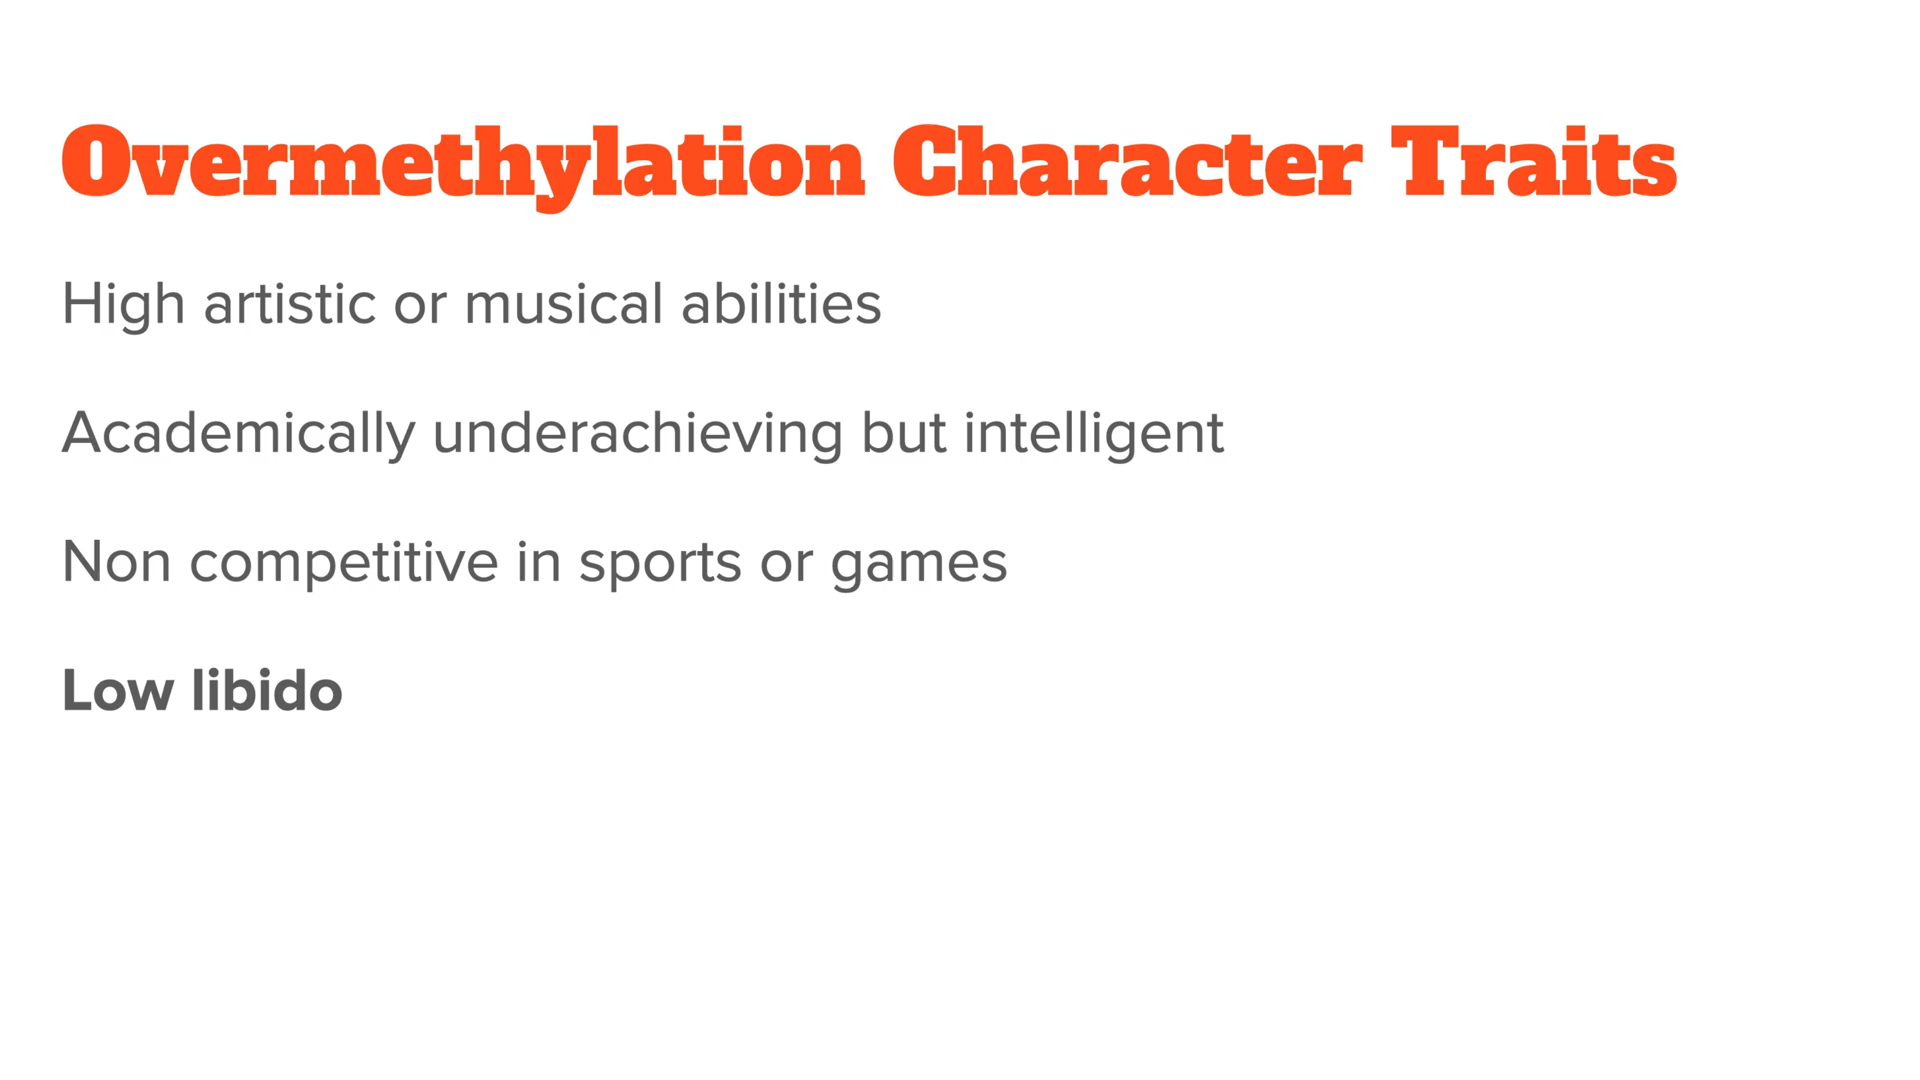 Overmethylation Character Traits
High artistic or musical abilities
Academically underachieving but intelligent
Non competitive in sports or games
Low libido